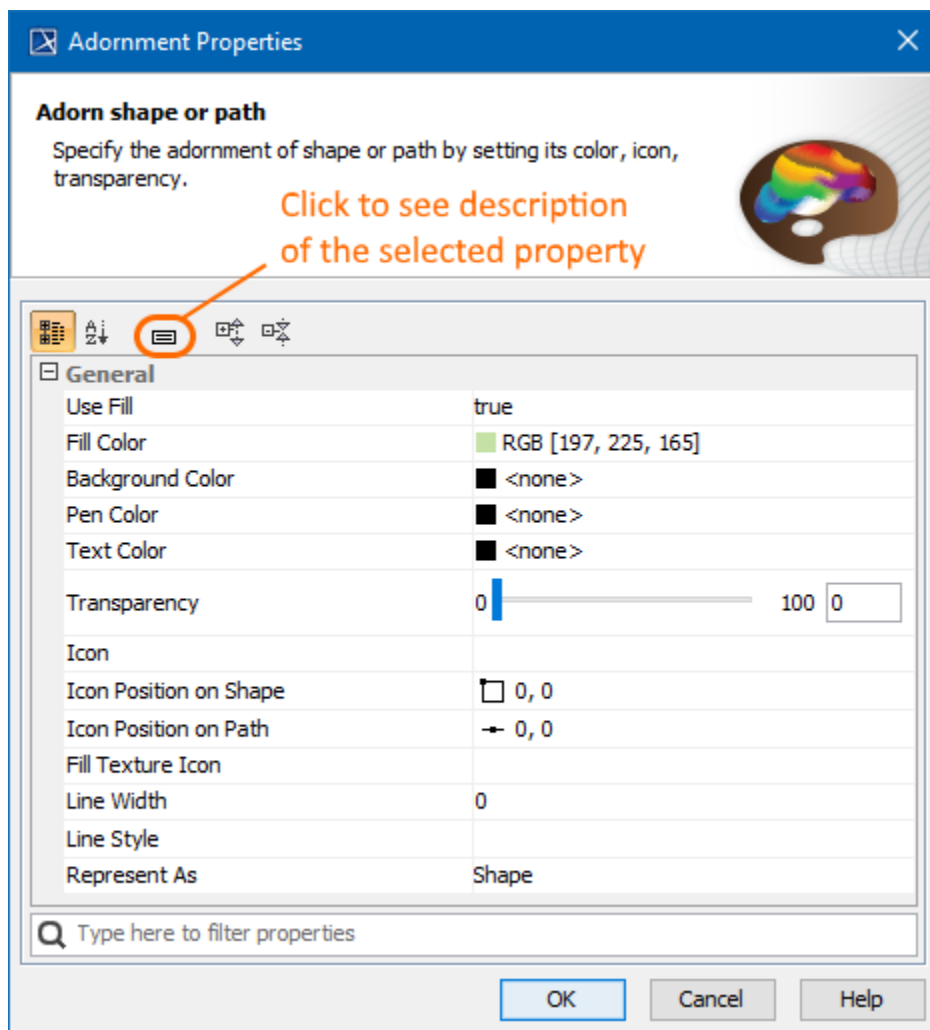 Adornment Properties
Adorn shape or path
Specify the adornment of shape or path by setting its color, icon,
transparency.
Click to see description
of the selected property
General
Use Fill true
Fill Color RGB [197, 225, 165]
Background Color <none>
Pen Color <none>
Text Color <none>
Transparency 0 100 0
Icon
Icon Position on Shape 0, 0
Icon Position on Path 0, 0
Fill Texture Icon
Line Width 0
Line Style
Represent As Shape
Type here to filter properties
OK Cancel Help